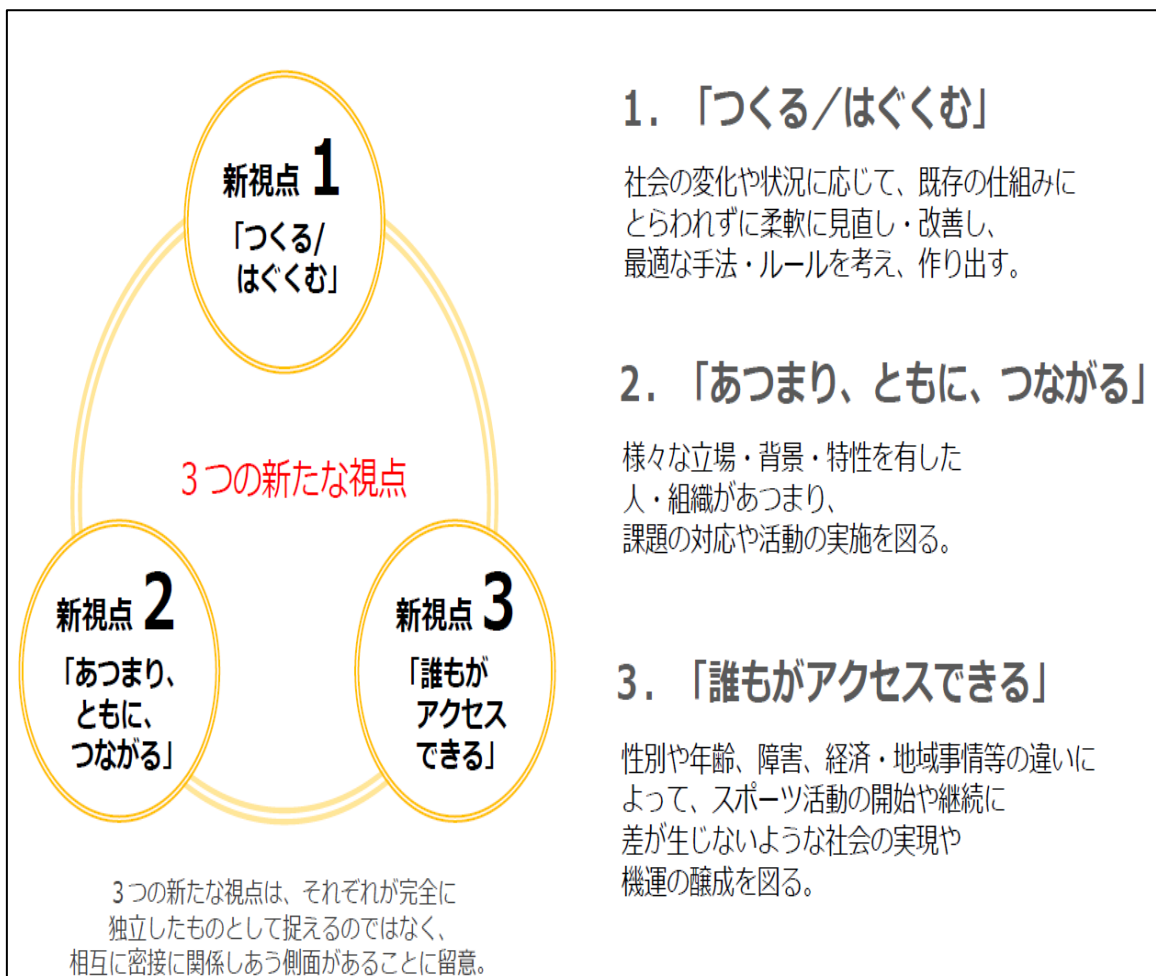 新視点 1
「つくる/
はぐくむ」
3つの新たな視点
新視点 2
「あつまり、
ともに、
つながる」
新視点 3
「誰もが
アクセス
できる」
3つの新たな視点は、それぞれが完全に
独立したものとして捉えるのではなく、
相互に密接に関係しあう側面があることに留意。
1. 「つくる／はぐくむ」
社会の変化や状況に応じて、既存の仕組みに
とらわれずに柔軟に見直し・改善し、
最適な手法・ルールを考え、作り出す。
2. 「あつまり、ともに、つながる」
様々な立場・背景・特性を有した
人・組織があつまり、
課題の対応や活動の実施を図る。
3. 「誰もがアクセスできる」
性別や年齢、障害、経済・地域事情等の違いに
よって、スポーツ活動の開始や継続に
差が生じないような社会の実現や
機運の醸成を図る。